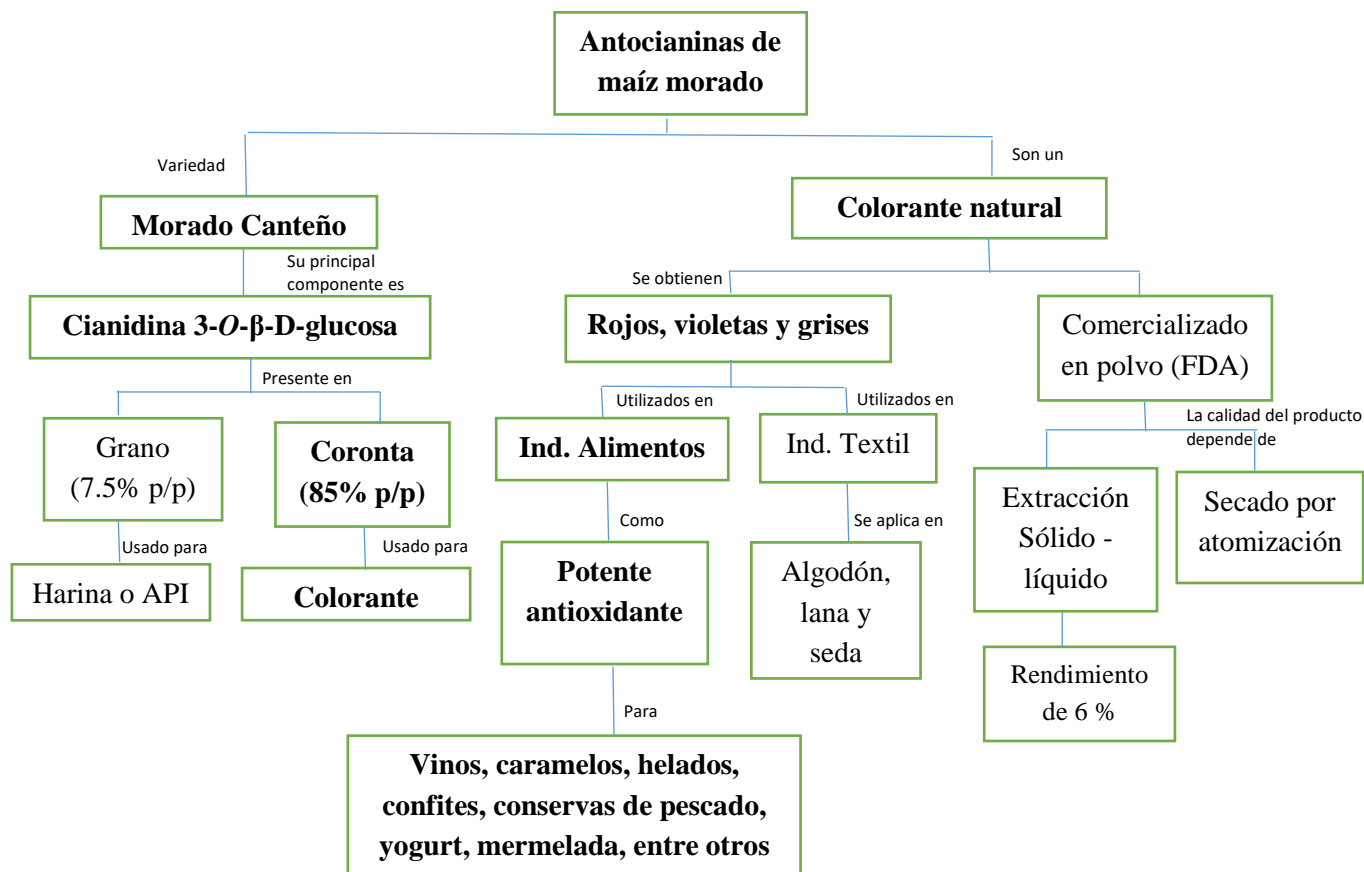 Antocianinas de
maíz morado
Variedad
Son un
Morado Canteño
Colorante natural
Su principal
componente es
Se obtienen
Cianidina 3-O-β-D-glucosa
Rojos, violetas y grises
Comercializado
en polvo (FDA)
Presente en
Utilizados en
Utilizados en
La calidad del producto
depende de
Grano
(7.5% p/p)
Coronta
(85% p/p)
Ind. Alimentos
Ind. Textil
Extracción
Sólido -
líquido
Secado por
atomización
Usado para
Usado para
Como
Se aplica en
Harina o API
Colorante
Potente
antioxidante
Algodón,
lana y
seda
Rendimiento
de 6 %
Para
Vinos, caramelos, helados,
confites, conservas de pescado,
yogurt, mermelada, entre otros